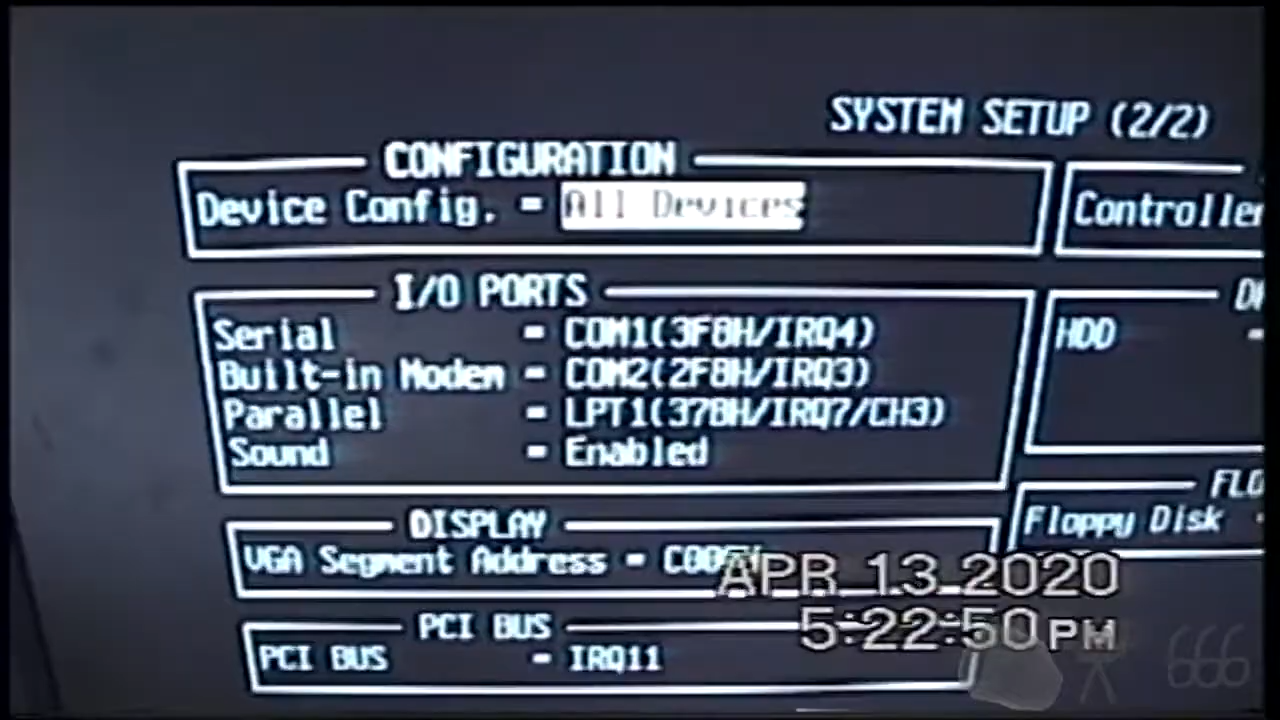 SYSTEM SETUP (2/2)
CONFIGURATION
Device Config. = All Devices
Controller
I/O PORTS
Serial = COM1(3F8H/IRQ4)
Built-in Modem = COM2(2F8H/IRQ3)
Parallel = LPT1(378H/IRQ7/CH3)
Sound = Enabled
HDD =
DISPLAY
VGA Segment Address =
Floppy Disk
PCI BUS
PCI BUS = IRQ11
APR. 13.2020
5:22:50 PM
666